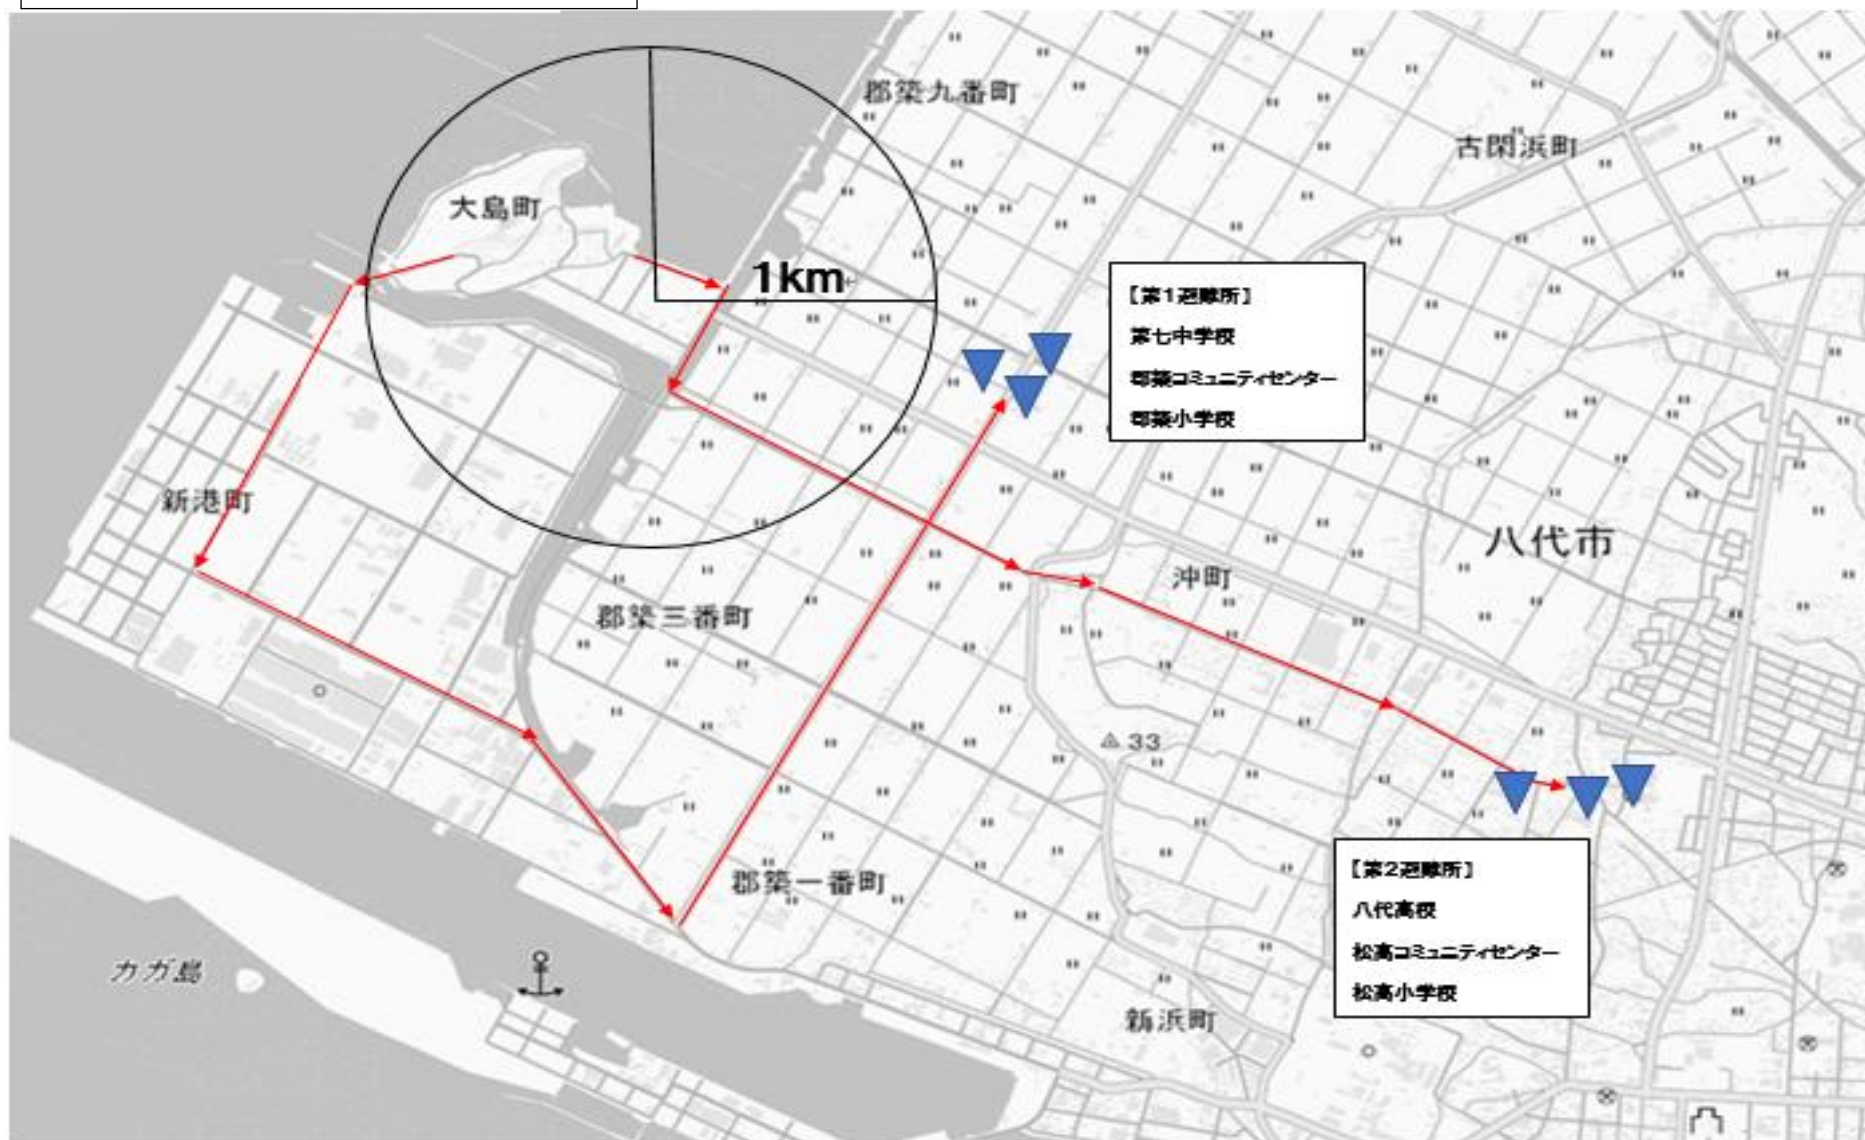 郡築九番町
古閑浜町
大島町
1km
【第1避難所】
第七中学校
郡築コミュニティセンター
郡築小学校
新港町
八代市
沖町
郡築三番町
33
【第2避難所】
八代高校
松高コミュニティセンター
松高小学校
郡築一番町
カガ島
新浜町